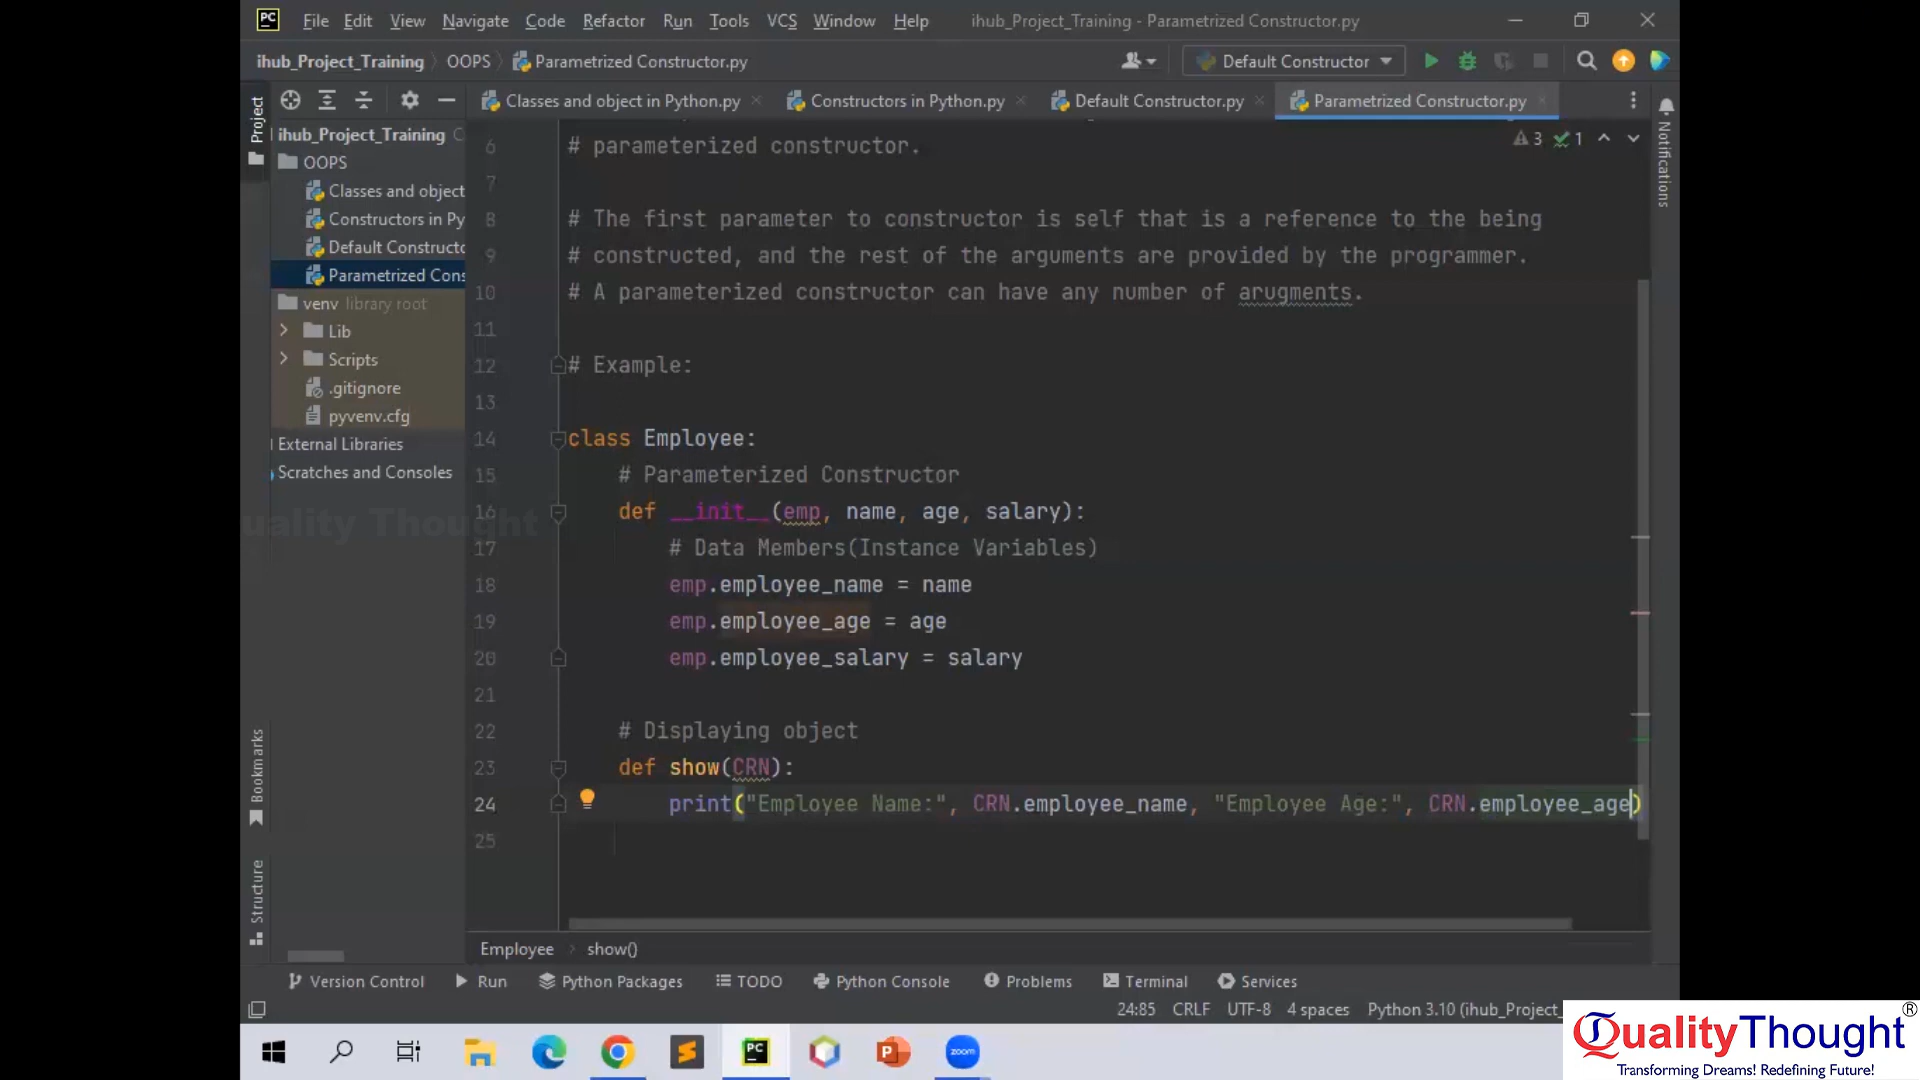 PC File Edit View Navigate Code Refactor Run Tools VCS Window Help ihub_Project_Training - Parametrized Constructor.py
ihub_Project_Training OOPS Parametrized Constructor.py Default Constructor
Project
Classes and object in Python.py Constructors in Python.py Default Constructor.py Parametrized Constructor.py
ihub_Project_Training C
OOPS
Classes and object
Constructors in Py
Default Constructo
Parametrized Cons
venv library root
Lib
Scripts
.gitignore
pyvenv.cfg
External Libraries
Scratches and Consoles
3 1
Notifications
6 # parameterized constructor.
7
8 # The first parameter to constructor is self that is a reference to the being
9 # constructed, and the rest of the arguments are provided by the programmer.
10 # A parameterized constructor can have any number of arugments.
11
12 # Example:
13
14 class Employee:
15 # Parameterized Constructor
16 def __init__(emp, name, age, salary):
17 # Data Members(Instance Variables)
18 emp.employee_name = name
19 emp.employee_age = age
20 emp.employee_salary = salary
21
22 # Displaying object
23 def show(CRN):
24 print("Employee Name:", CRN.employee_name, "Employee Age:", CRN.employee_age)
25
uality Thought
Bookmarks
Structure
Employee show()
Version Control Run Python Packages TODO Python Console Problems Terminal Services
24:85 CRLF UTF-8 4 spaces Python 3.10 (ihub_Project_
PC P zoom
QualityThought®
Transforming Dreams! Redefining Future!